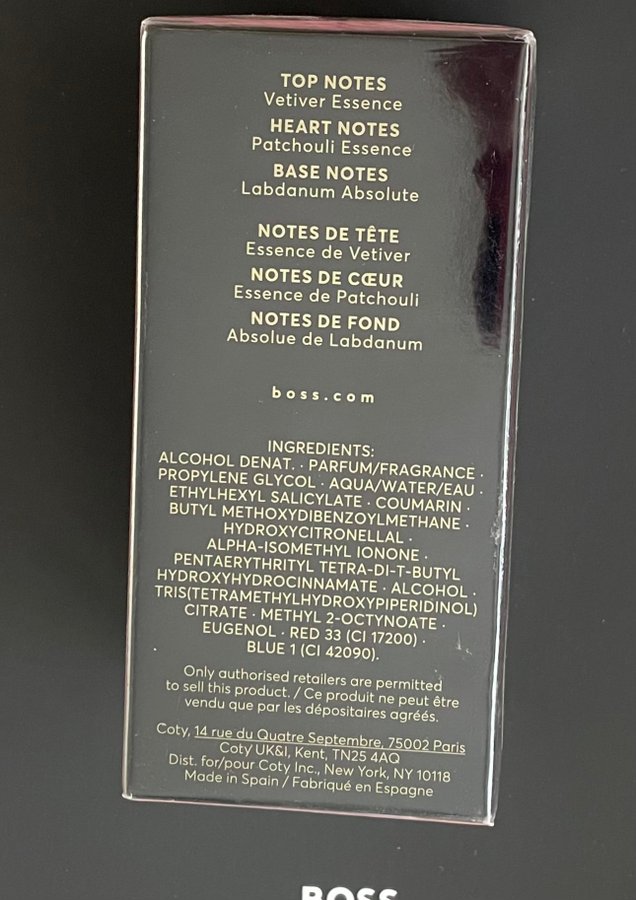 TOP NOTES
Vetiver Essence
HEART NOTES
Patchouli Essence
BASE NOTES
Labdanum Absolute
NOTES DE TÊTE
Essence de Vetiver
NOTES DE CŒUR
Essence de Patchouli
NOTES DE FOND
Absolue de Labdanum
boss.com
INGREDIENTS:
ALCOHOL DENAT. · PARFUM/FRAGRANCE ·
PROPYLENE GLYCOL · AQUA/WATER/EAU ·
ETHYLHEXYL SALICYLATE · COUMARIN ·
BUTYL METHOXYDIBENZOYLMETHANE ·
HYDROXYCITRONELLAL ·
ALPHA-ISOMETHYL IONONE ·
PENTAERYTHRITYL TETRA-DI-T-BUTYL
HYDROXYHYDROCINNAMATE · ALCOHOL ·
TRIS(TETRAMETHYLHYDROXYPIPERIDINOL)
CITRATE · METHYL 2-OCTYNOATE ·
EUGENOL · RED 33 (CI 17200) ·
BLUE 1 (CI 42090).
Only authorised retailers are permitted
to sell this product. / Ce produit ne peut être
vendu que par les dépositaires agréés.
Coty, 14 rue du Quatre Septembre, 75002 Paris
Coty UK&I, Kent, TN25 4AQ
Dist. for/pour Coty Inc., New York, NY 10118
Made in Spain / Fabriqué en Espagne
BOSS